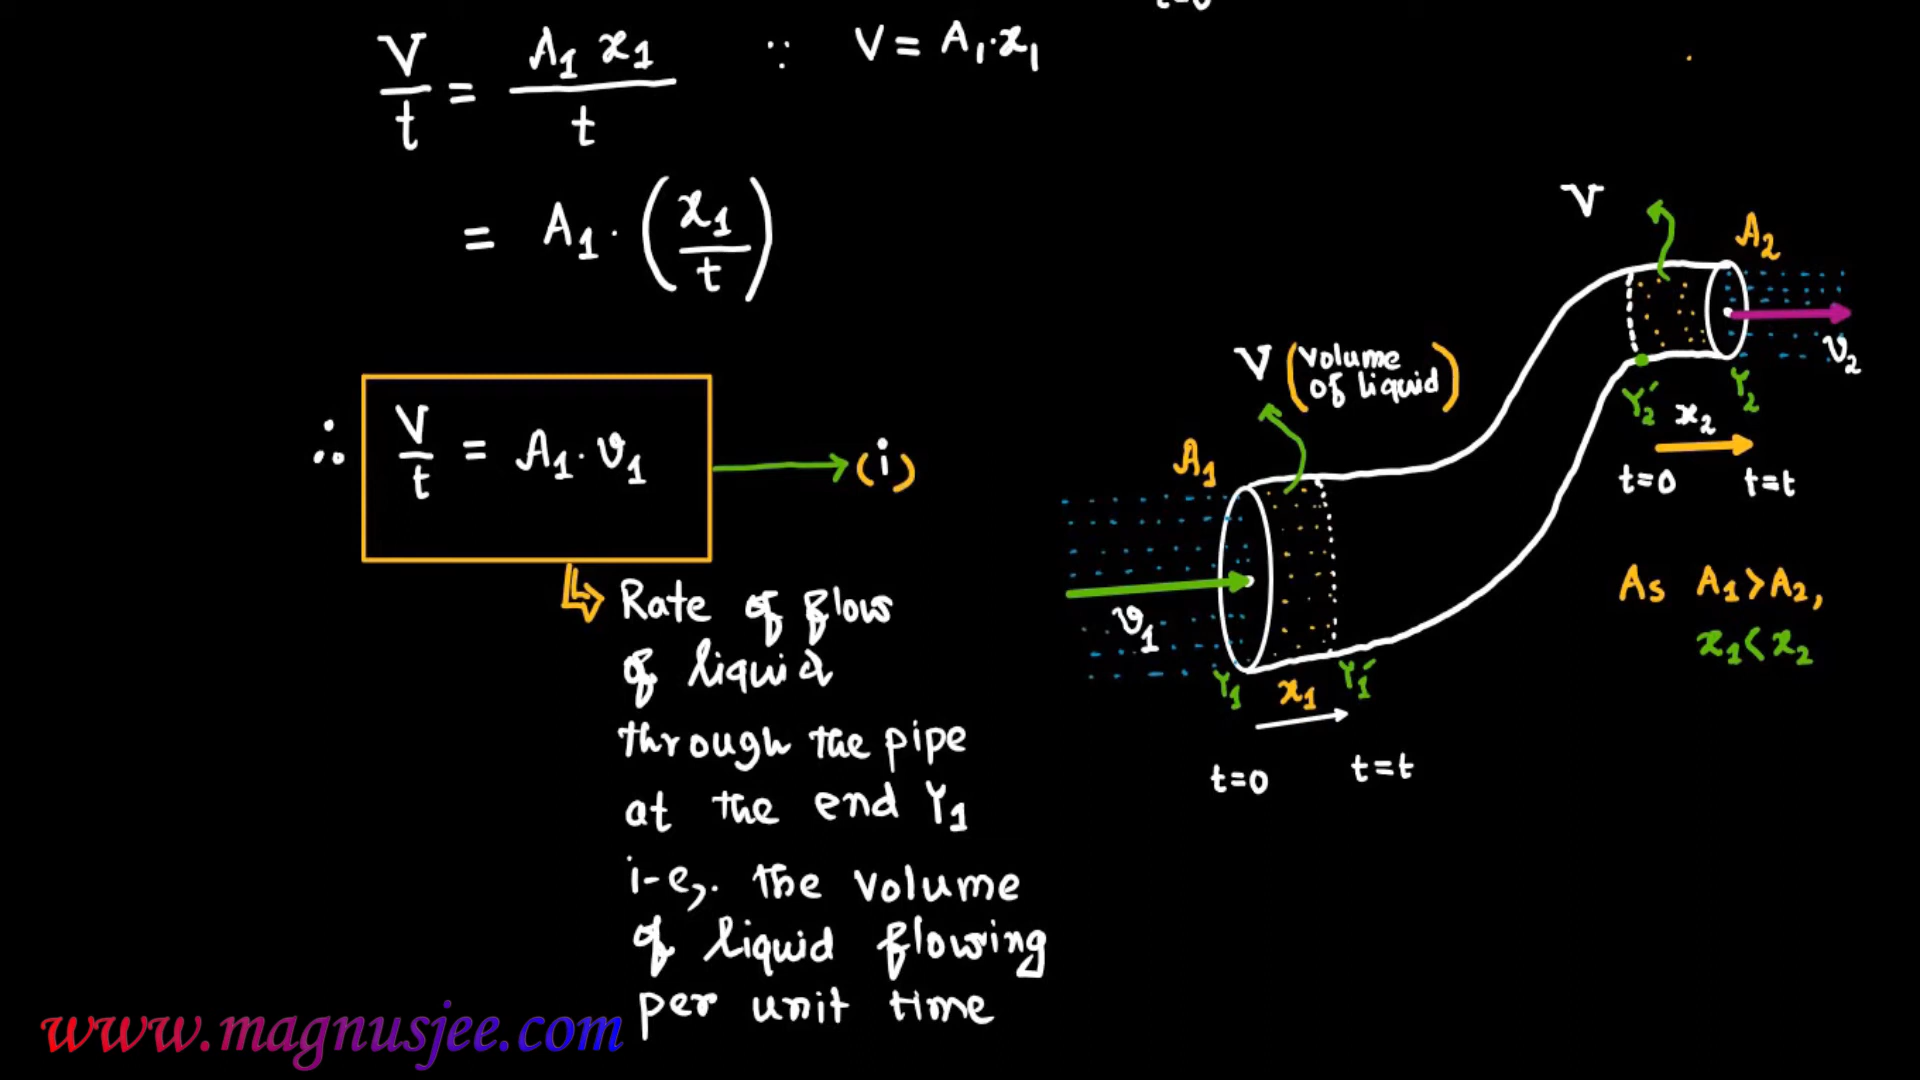 t=0
V/t = A₁ x₁/t ∵ V = A₁·x₁
= A₁·(x₁/t)
∴ V/t = A₁·v₁ → (i)
Rate of flow
of liquid
through the pipe
at the end Y₁
i-e,. the volume
of liquid flowing
per unit time
V
A₂
v₂
Y₂′ Y₂
x₂
t=0 t=t
V (volume
of liquid)
A₁
v₁
Y₁ x₁ Y₁′
t=0 t=t
As A₁>A₂,
x₁<x₂
www.magnusjee.com